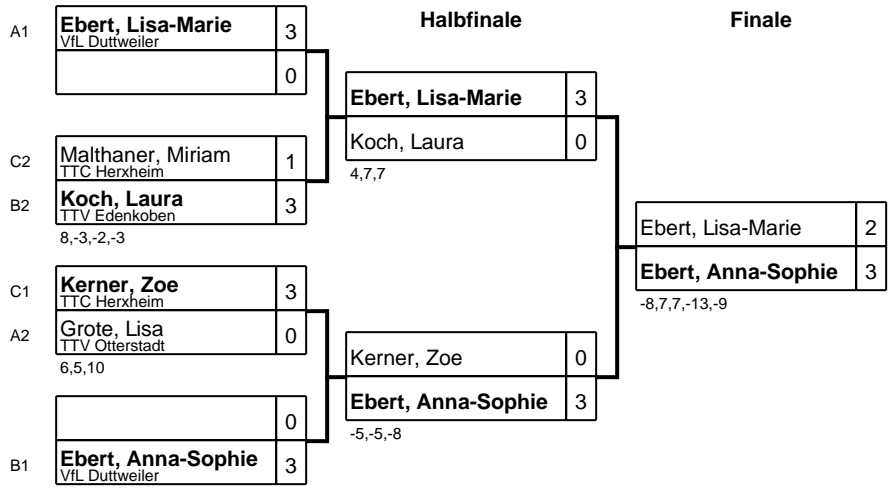 Halbfinale
Finale
A1
Ebert, Lisa-Marie 3
VfL Duttweiler
0
C2
Malthaner, Miriam 1
TTC Herxheim
B2
Koch, Laura 3
TTV Edenkoben
8,-3,-2,-3
C1
Kerner, Zoe 3
TTC Herxheim
A2
Grote, Lisa 0
TTV Otterstadt
6,5,10
0
B1
Ebert, Anna-Sophie 3
VfL Duttweiler
Ebert, Lisa-Marie 3
Koch, Laura 0
4,7,7
Kerner, Zoe 0
Ebert, Anna-Sophie 3
-5,-5,-8
Ebert, Lisa-Marie 2
Ebert, Anna-Sophie 3
-8,7,7,-13,-9